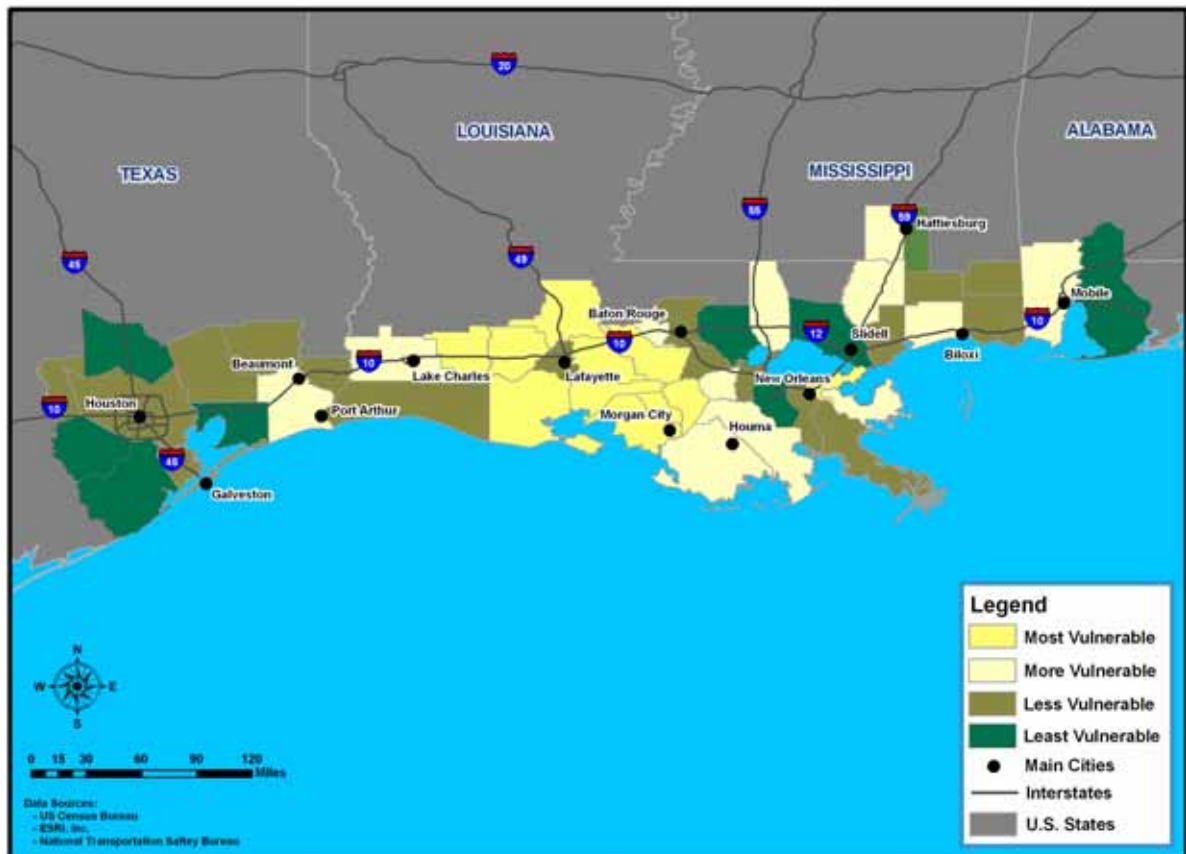 20
LOUISIANA
ALABAMA
TEXAS
MISSISSIPPI
55
59
Hattiesburg
45
49
Mobile
Baton Rouge
10
12
10
Slidell
Beaumont
10
10
Biloxi
Lake Charles
Lafayette
New Orleans
10
Houston
Port Arthur
Morgan City
Houma
45
Galveston
Legend
Most Vulnerable
More Vulnerable
Less Vulnerable
Least Vulnerable
Main Cities
Interstates
U.S. States
N
W E
S
0 15 30 60 90 120
Miles
Data Sources:
- US Census Bureau
- ESRI, Inc.
- National Transportation Saftey Bureau